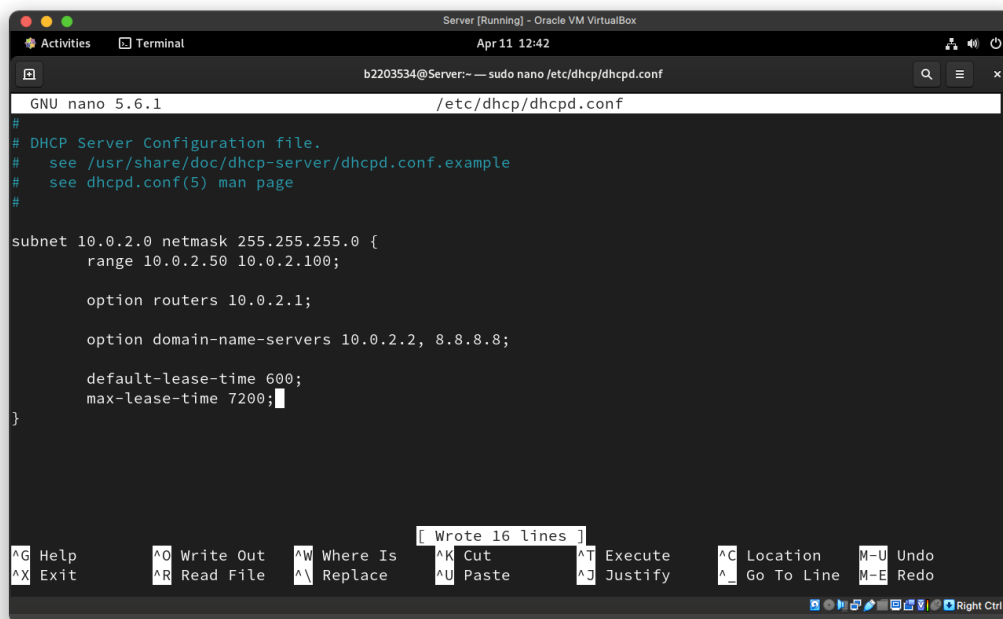 Server [Running] - Oracle VM VirtualBox
Activities Terminal Apr 11 12:42
b2203534@Server:~ — sudo nano /etc/dhcp/dhcpd.conf
GNU nano 5.6.1 /etc/dhcp/dhcpd.conf
#
# DHCP Server Configuration file.
#   see /usr/share/doc/dhcp-server/dhcpd.conf.example
#   see dhcpd.conf(5) man page
#
subnet 10.0.2.0 netmask 255.255.255.0 {
        range 10.0.2.50 10.0.2.100;
        option routers 10.0.2.1;
        option domain-name-servers 10.0.2.2, 8.8.8.8;
        default-lease-time 600;
        max-lease-time 7200;
}
[ Wrote 16 lines ]
^G Help ^O Write Out ^W Where Is ^K Cut ^T Execute ^C Location M-U Undo
^X Exit ^R Read File ^\ Replace ^U Paste ^J Justify ^_ Go To Line M-E Redo
Right Ctrl